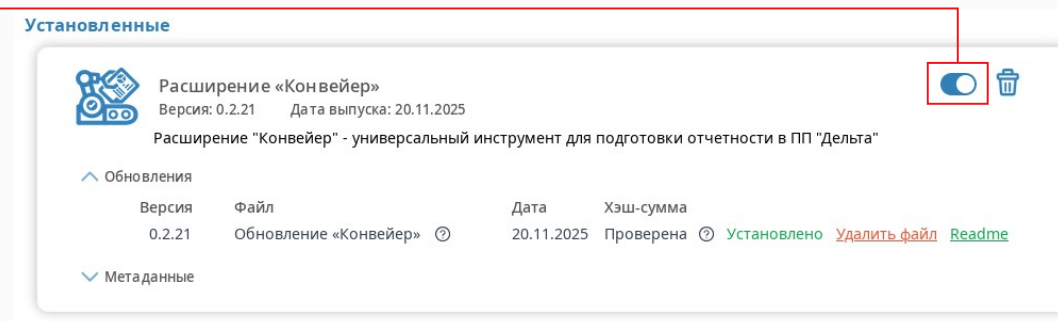 Установленные
Расширение «Конвейер»
Версия: 0.2.21 Дата выпуска: 20.11.2025
Расширение "Конвейер" - универсальный инструмент для подготовки отчетности в ПП "Дельта"
Обновления
Версия Файл Дата Хэш-сумма
0.2.21 Обновление «Конвейер» ? 20.11.2025 Проверена ? Установлено Удалить файл Readme
Метаданные